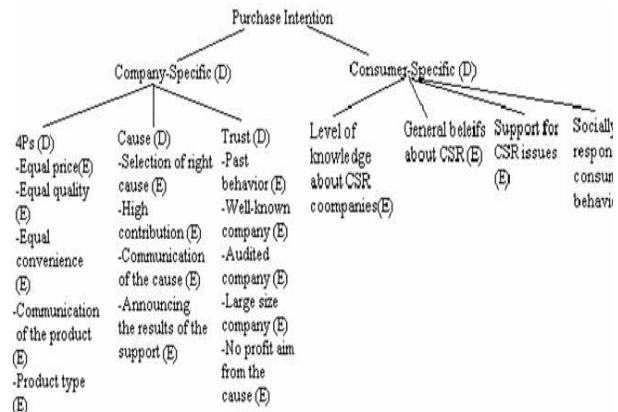 Purchase Intention
Company-Specific (D)
Consumer-Specific (D)
4Ps (D)
-Equal price(E)
-Equal quality
(E)
-Equal
convenience
(E)
-Communication
of the product
(E)
-Product type
(E)
Cause (D)
-Selection of right
cause (E)
-High
contribution (E)
-Communication
of the cause (E)
-Announcing
the results of the
support (E)
Trust (D)
-Past
behavior (E)
-Well-known
company (E)
-Audited
company (E)
-Large size
company (E)
-No profit aim
from the
cause (E)
Level of
knowledge
about CSR
coompanies(E)
General beleifs
about CSR (E)
Support for
CSR issues
(E)
Socially
respon
consum
behavio